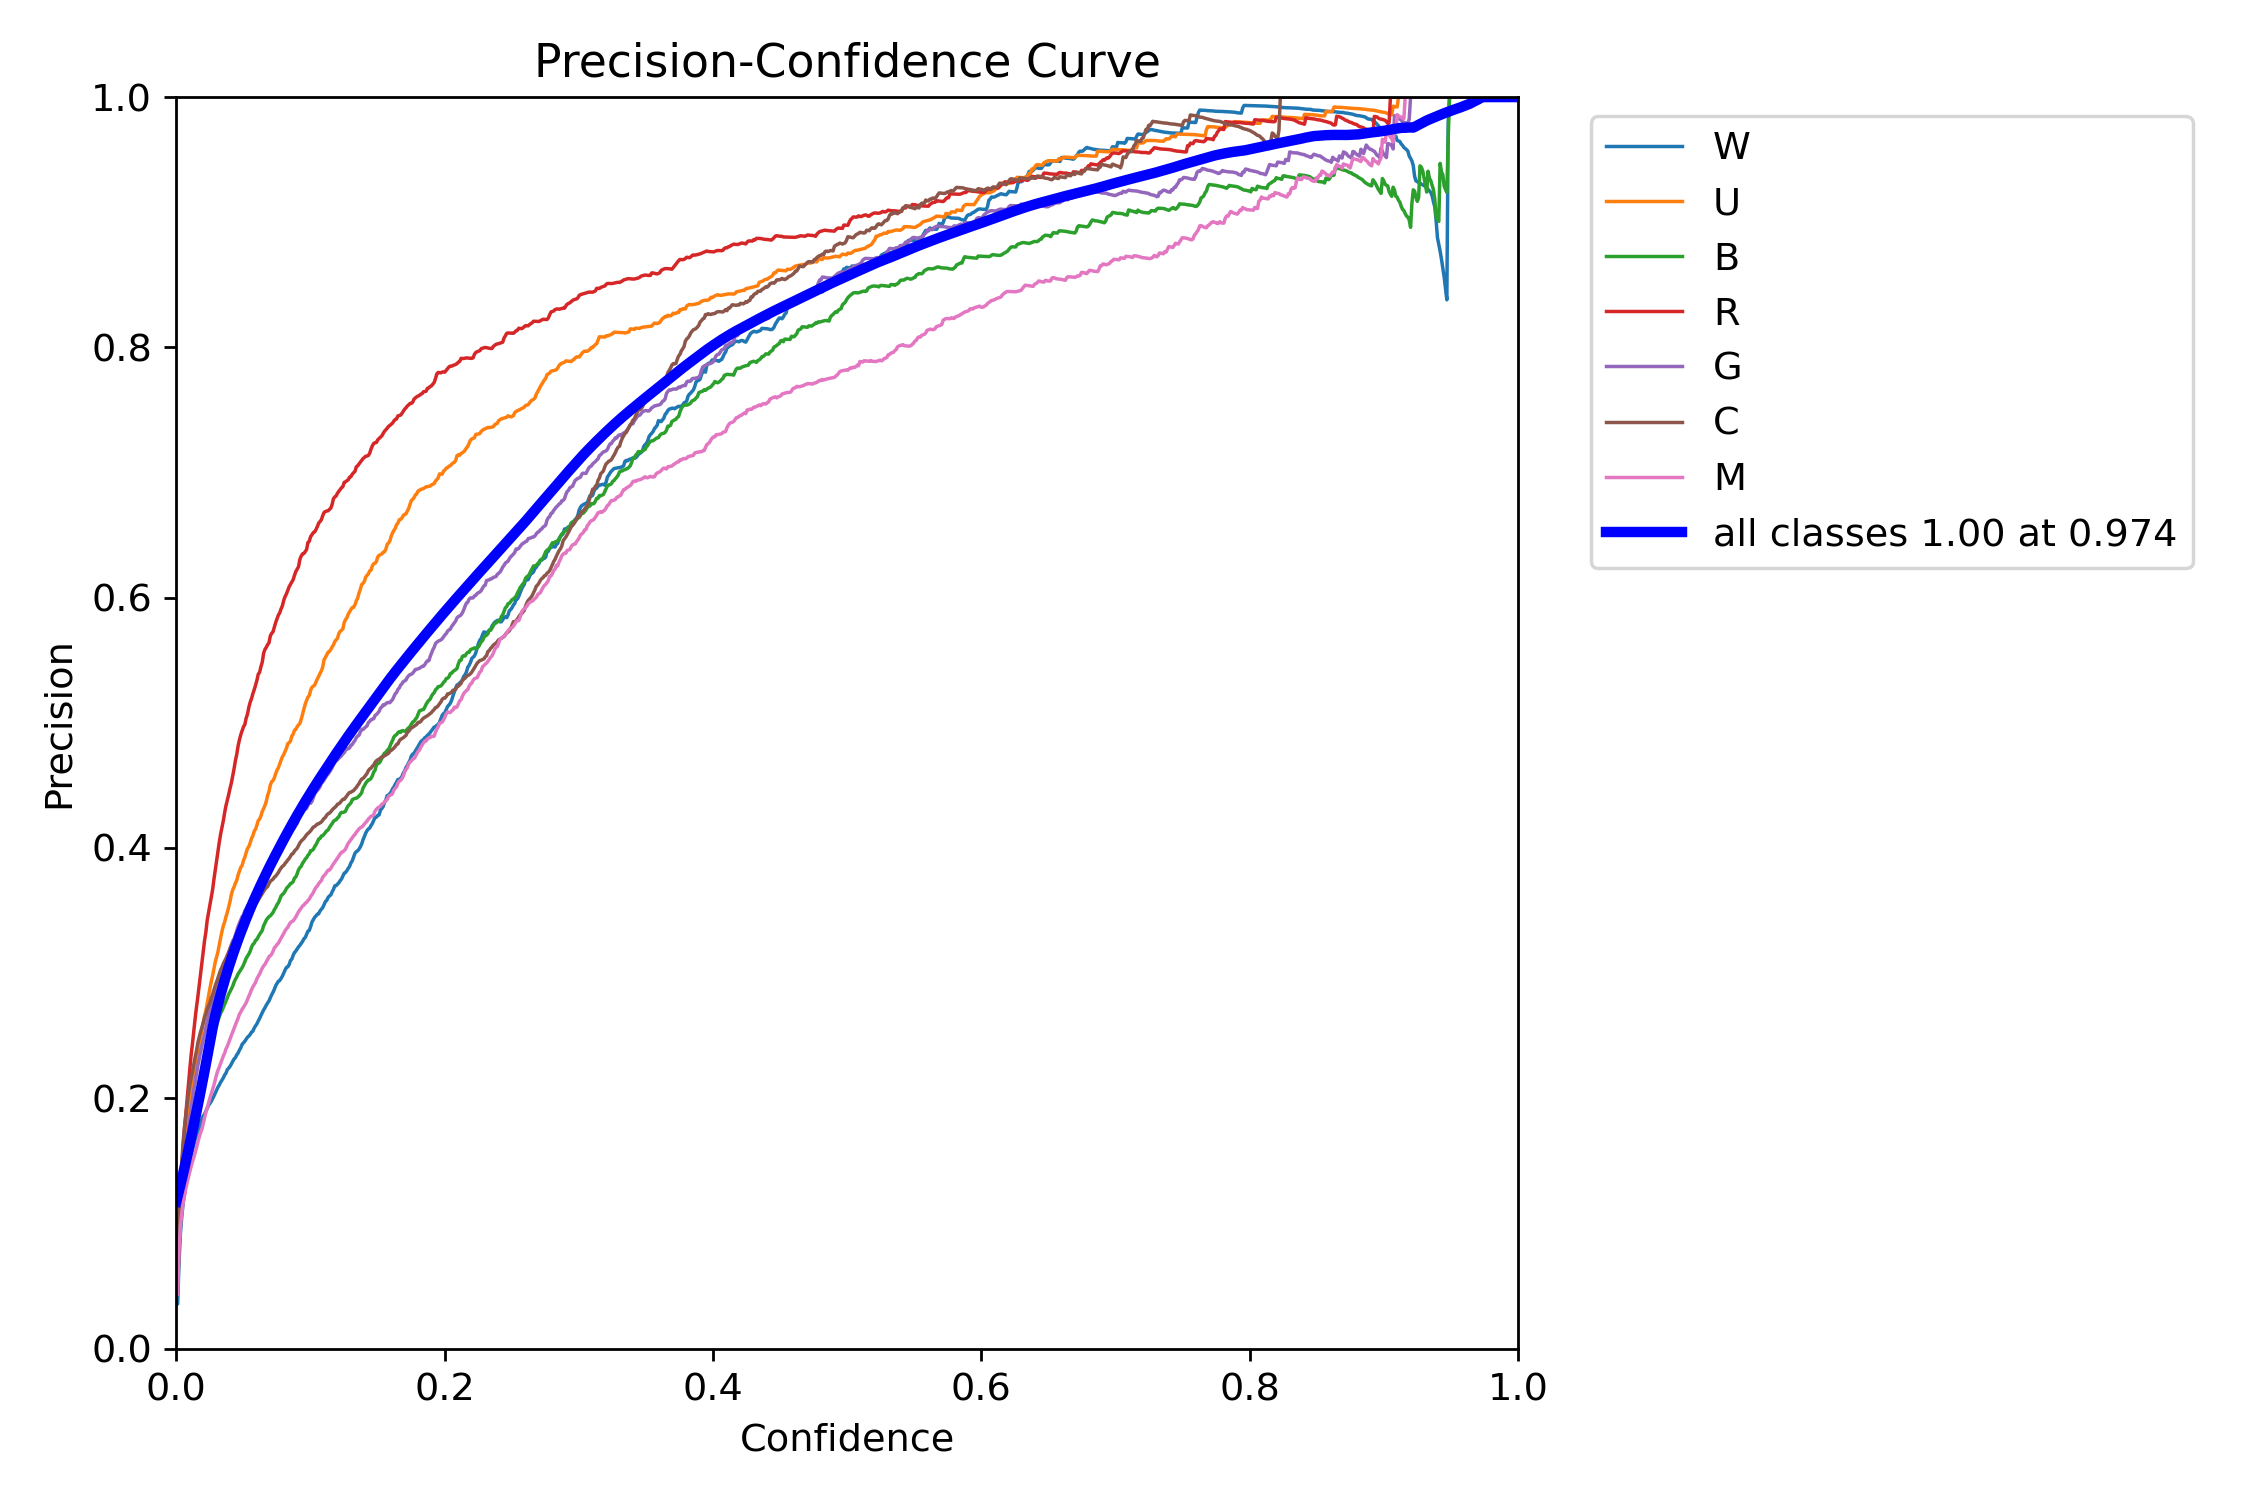 Precision-Confidence Curve
1.0
0.8
0.6
0.4
0.2
0.0
Precision
0.0 0.2 0.4 0.6 0.8 1.0
Confidence
W
U
B
R
G
C
M
all classes 1.00 at 0.974